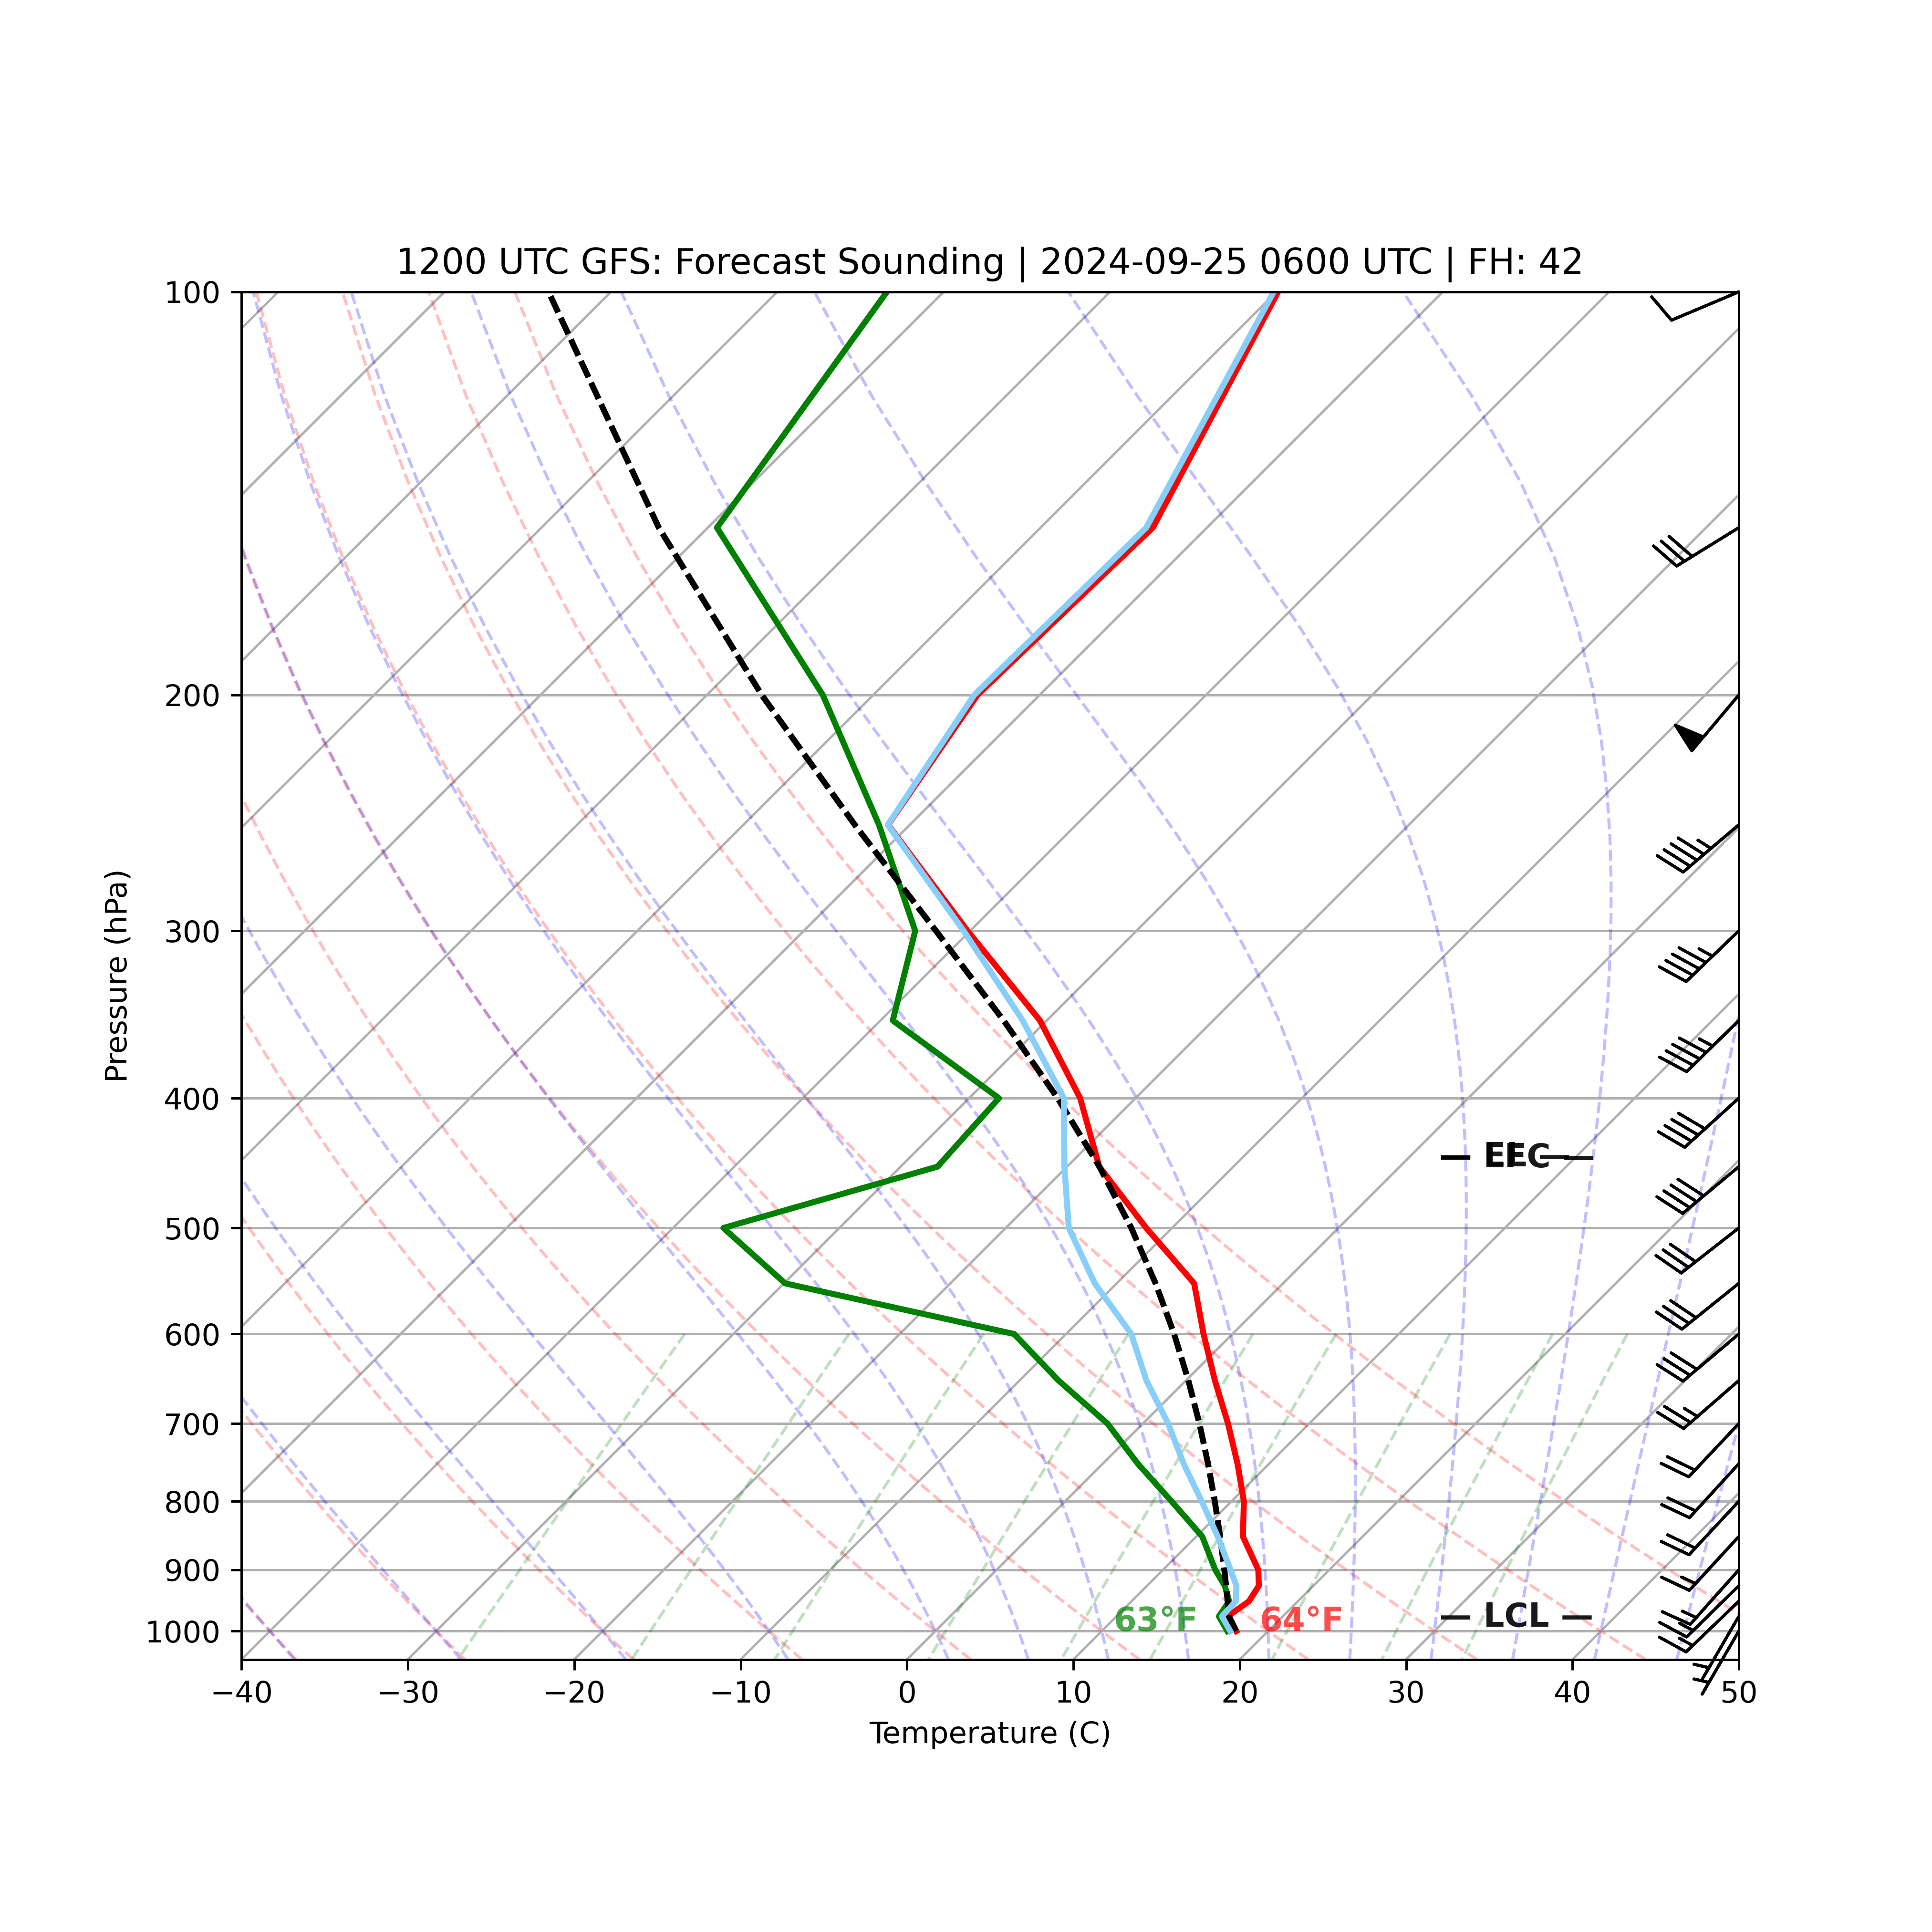 1200 UTC GFS: Forecast Sounding | 2024-09-25 0600 UTC | FH: 42
100
200
300
400
500
600
700
800
900
1000
Pressure (hPa)
— LCL —
63°F
64°F
−40 −30 −20 −10 0 10 20 30 40 50
Temperature (C)